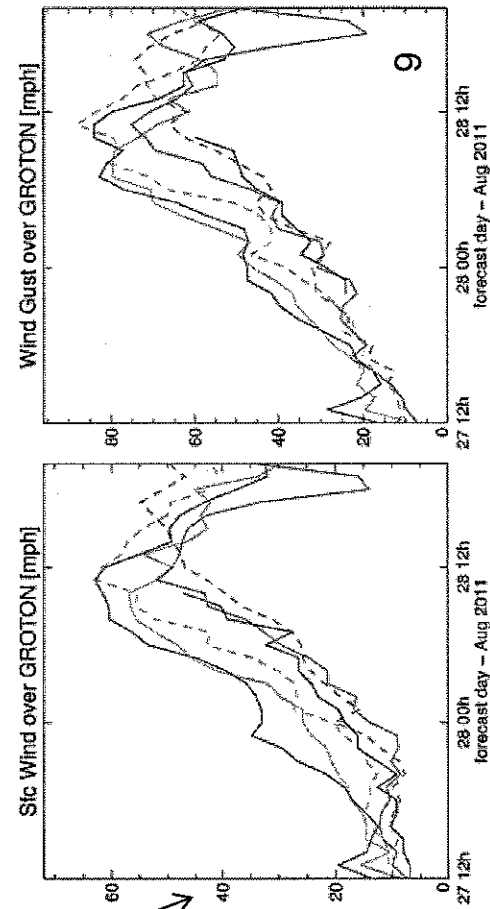 Sfc Wind over GROTON [mph]
60
40
20
0
27 12h
28 00h
28 12h
forecast day – Aug 2011
Wind Gust over GROTON [mph]
80
60
40
20
0
27 12h
28 00h
28 12h
forecast day – Aug 2011
9